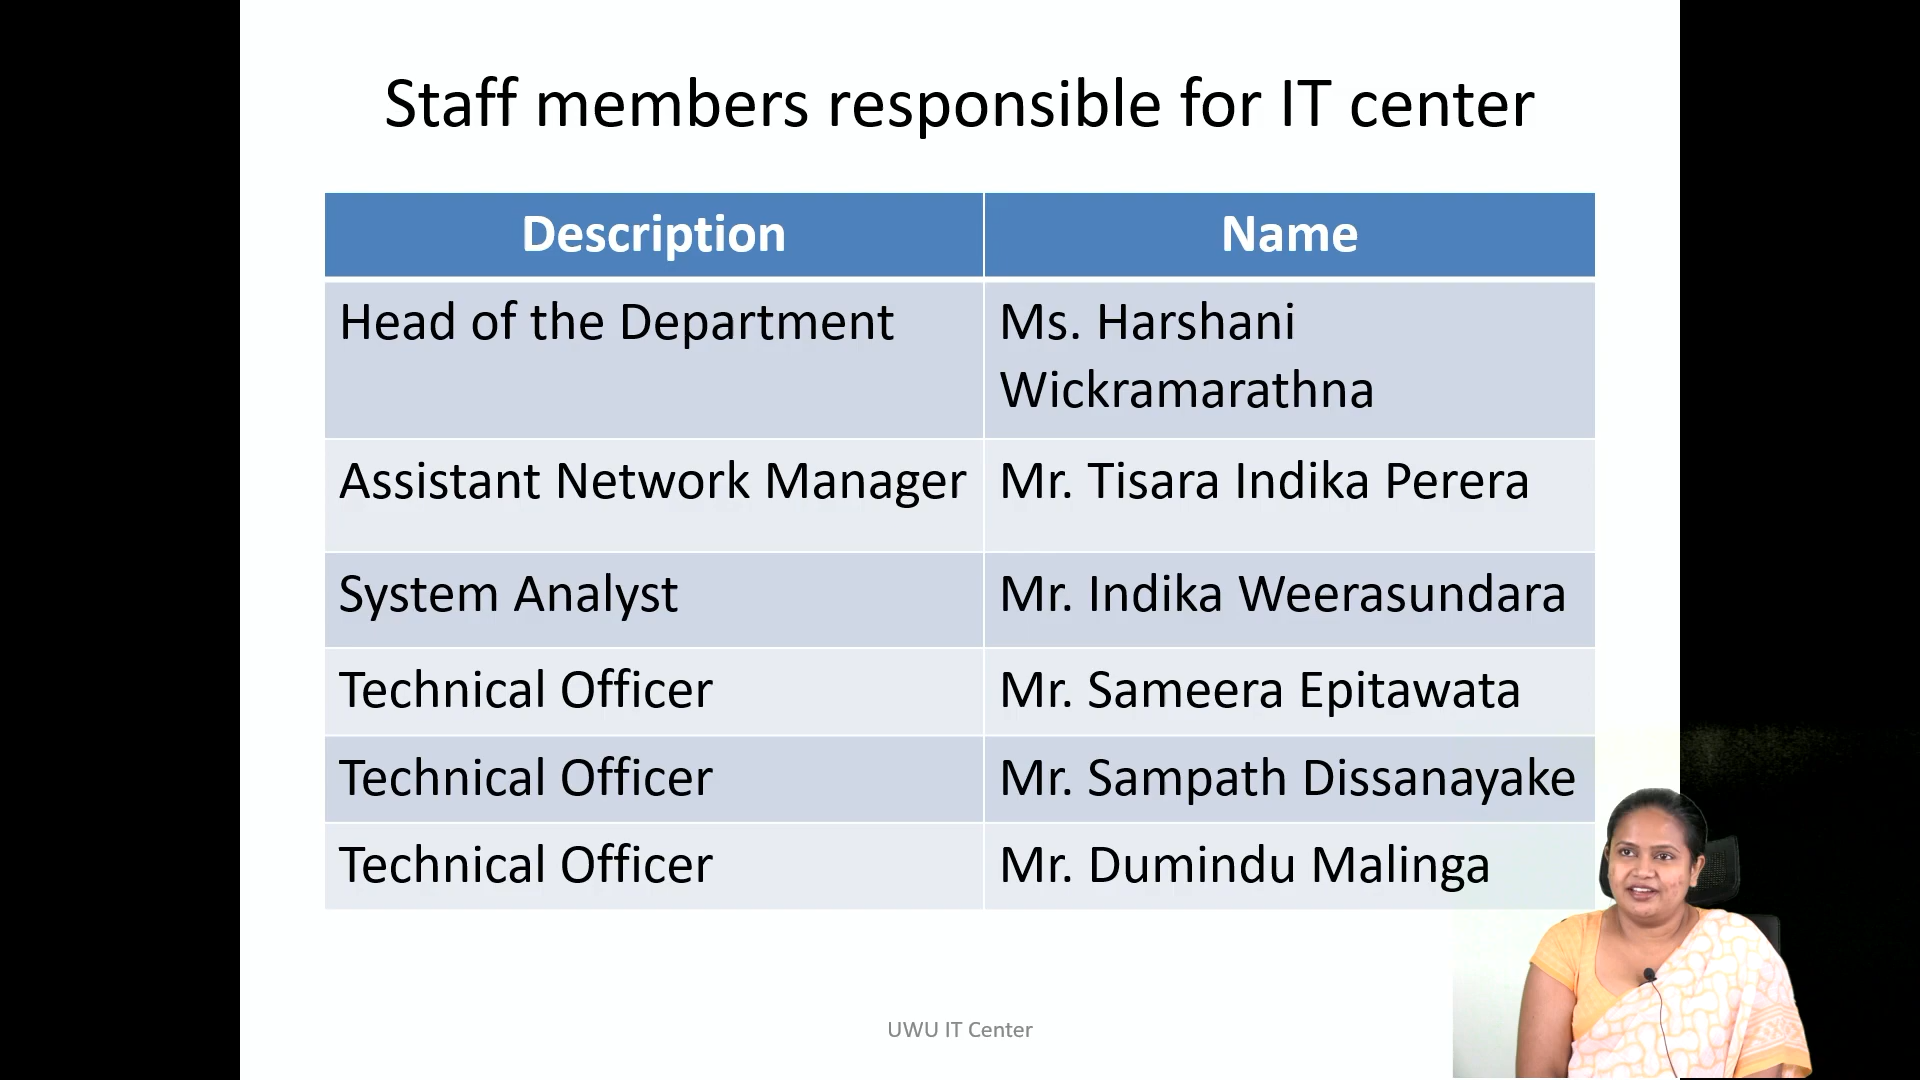 Staff members responsible for IT center
Description Name
Head of the Department Ms. Harshani
Wickramarathna
Assistant Network Manager Mr. Tisara Indika Perera
System Analyst Mr. Indika Weerasundara
Technical Officer Mr. Sameera Epitawata
Technical Officer Mr. Sampath Dissanayake
Technical Officer Mr. Dumindu Malinga
UWU IT Center